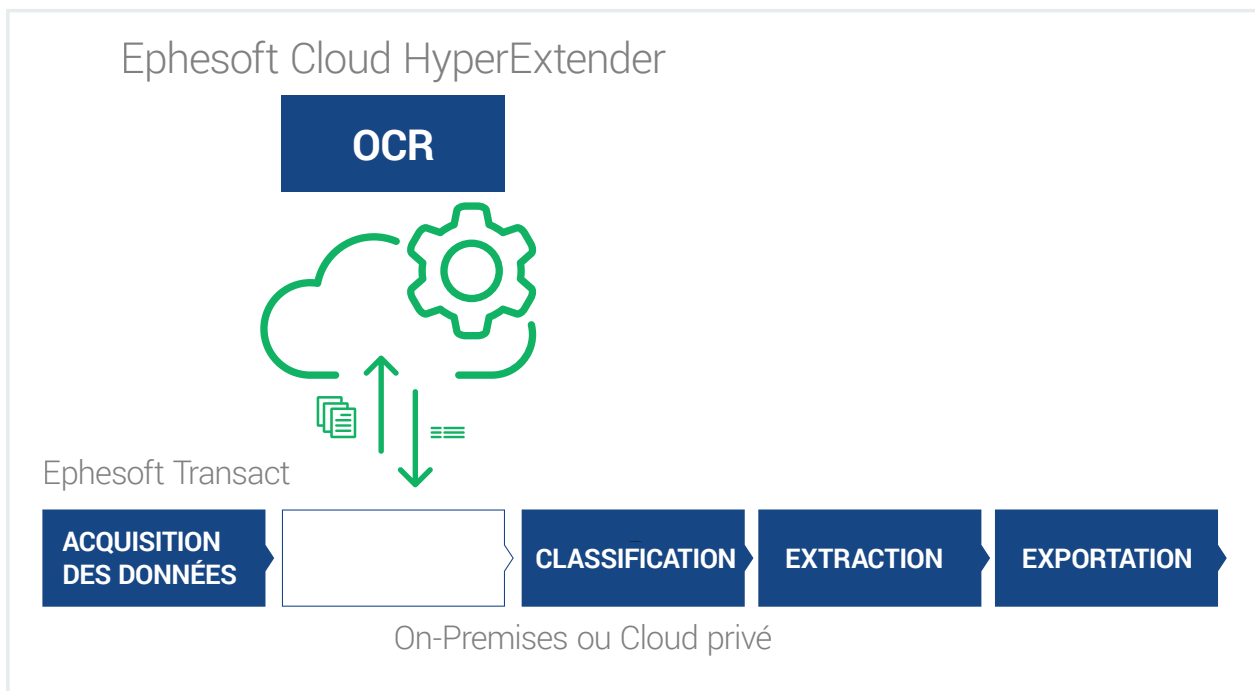 Ephesoft Cloud HyperExtender
OCR
Ephesoft Transact
ACQUISITION
DES DONNÉES
CLASSIFICATION
EXTRACTION
EXPORTATION
On-Premises ou Cloud privé